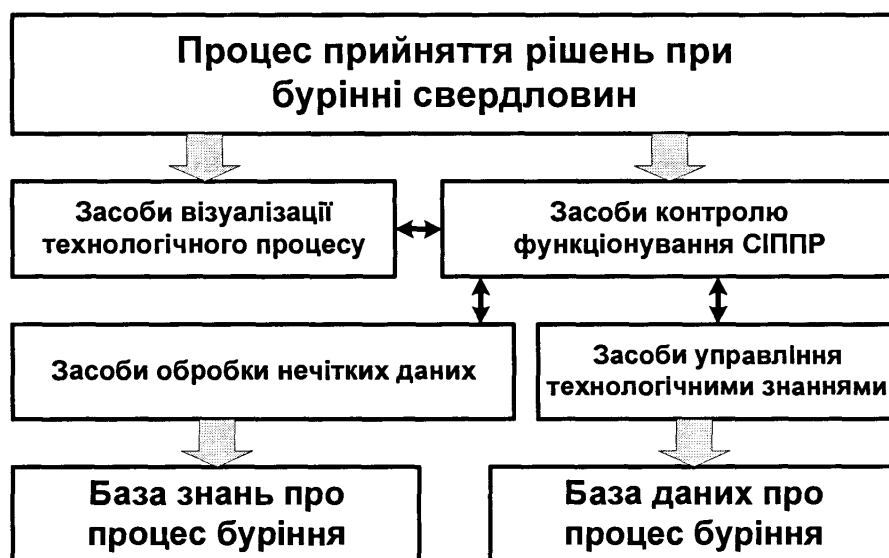 Процес прийняття рішень при
бурінні свердловин
Засоби візуалізації
технологічного процесу
Засоби контролю
функціонування СІППР
Засоби обробки нечітких даних
Засоби управління
технологічними знаннями
База знань про
процес буріння
База даних про
процес буріння